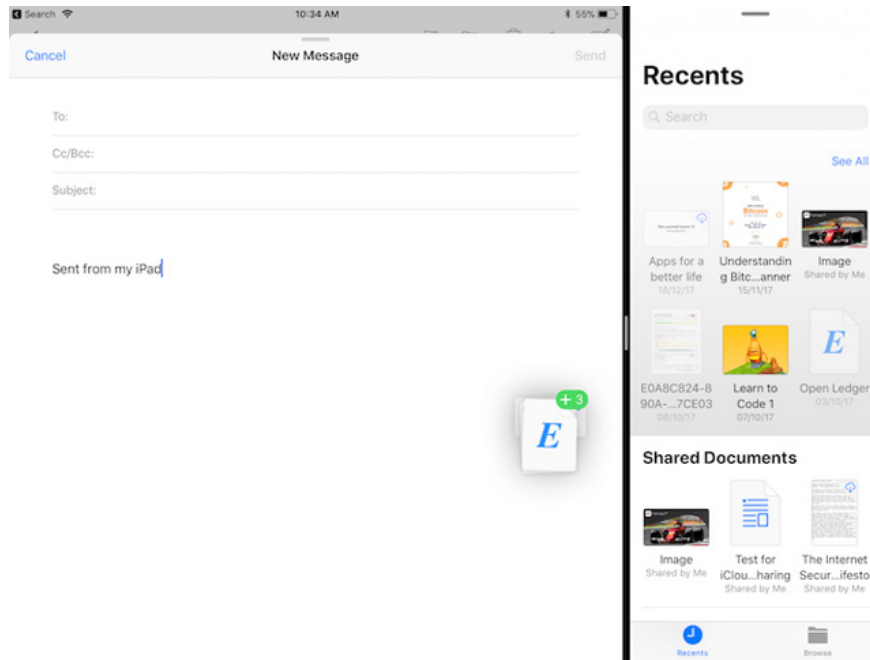 Search
10:34 AM
55%
Cancel
New Message
Send
To:
Cc/Bcc:
Subject:
Sent from my iPad
+ 3
E
Recents
Search
See All
Bitcoin
Apps for a
better life
18/12/17
Understandin
g Bitc...anner
15/11/17
Image
Shared by Me
E
E0A8C824-8
90A-...7CE03
08/10/17
Learn to
Code 1
07/10/17
Open Ledger
03/10/17
Shared Documents
Image
Shared by Me
Test for
iClou...haring
Shared by Me
The Internet
Secur...ifesto
Shared by Me
Recents
Browse